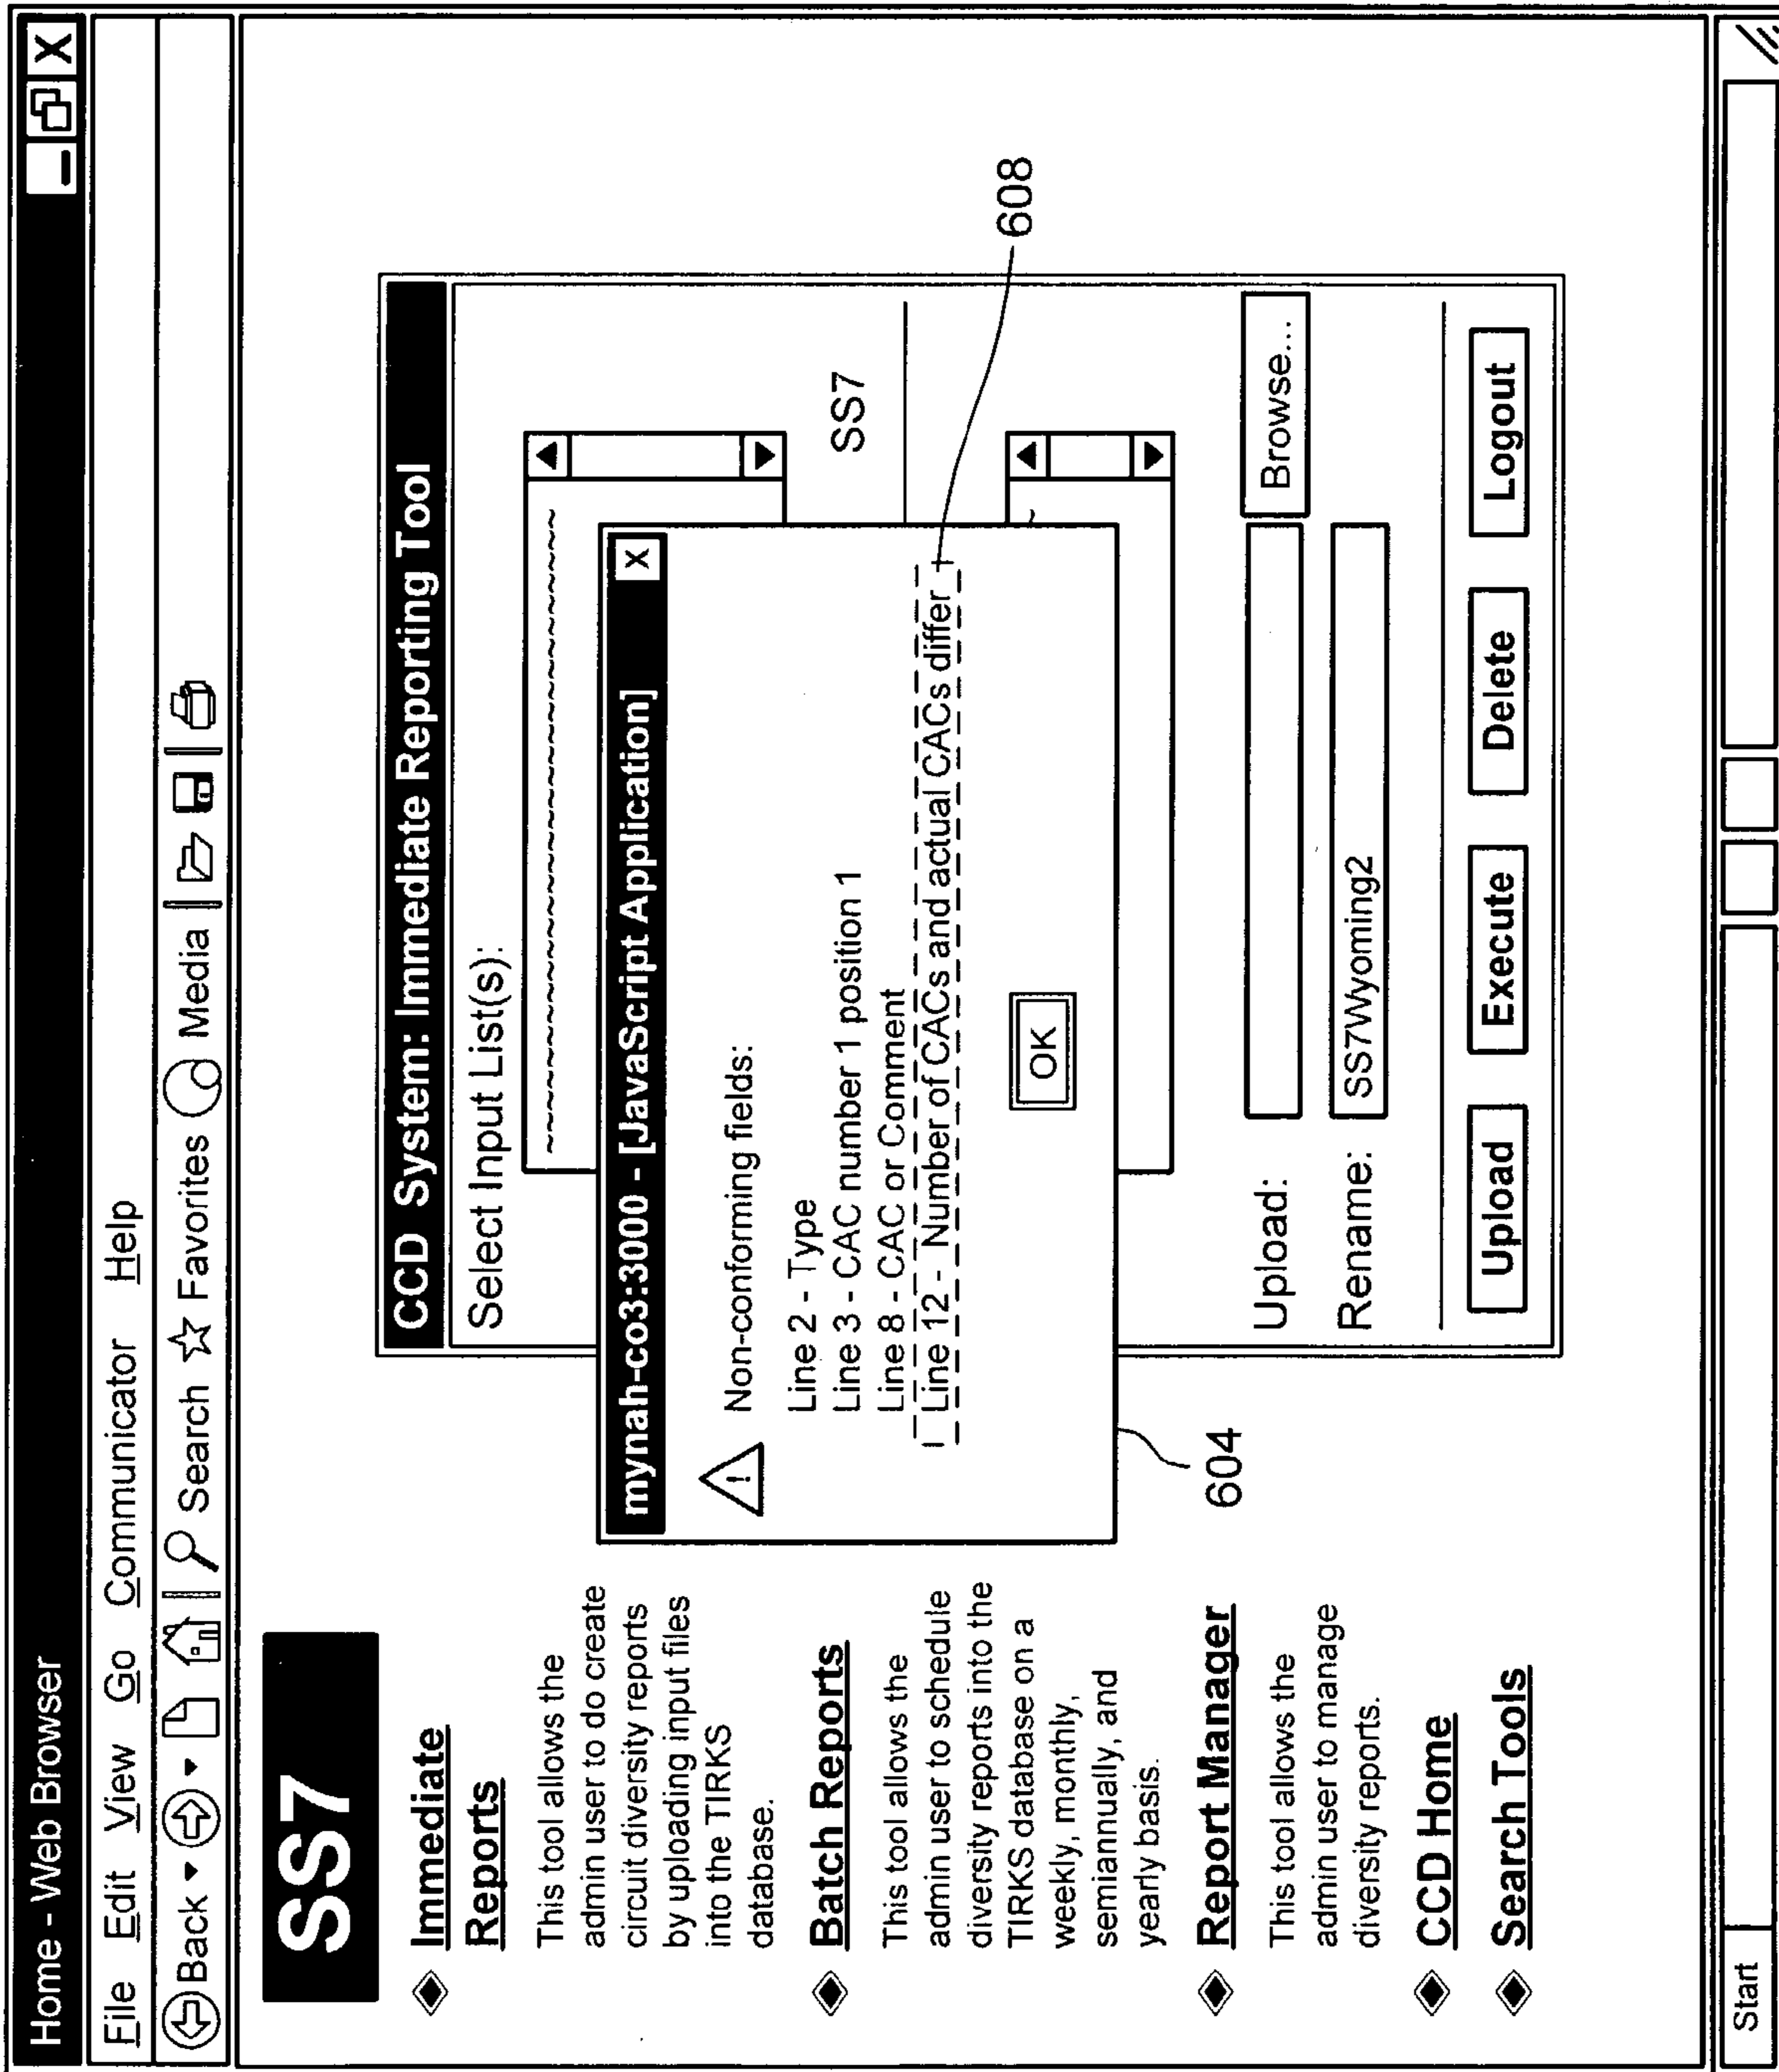 Home - Web Browser
X
File Edit View Go Communicator Help
Back Search Favorites Media
SS7
Immediate
Reports
This tool allows the
admin user to do create
circuit diversity reports
by uploading input files
into the TIRKS
database.
Batch Reports
This tool allows the
admin user to schedule
diversity reports into the
TIRKS database on a
weekly, monthly,
semiannually, and
yearly basis.
Report Manager
This tool allows the
admin user to manage
diversity reports.
CCD Home
Search Tools
CCD System: Immediate Reporting Tool
Select Input List(s):
SS7
mynah-co3:3000 - [JavaScript Application]
X
!
Non-conforming fields:
Line 2 - Type
Line 3 - CAC number 1 position 1
Line 8 - CAC or Comment
Line 12 - Number of CACs and actual CACs differ
OK
608
604
Upload:
Browse...
Rename: SS7Wyoming2
Upload Execute Delete Logout
Start